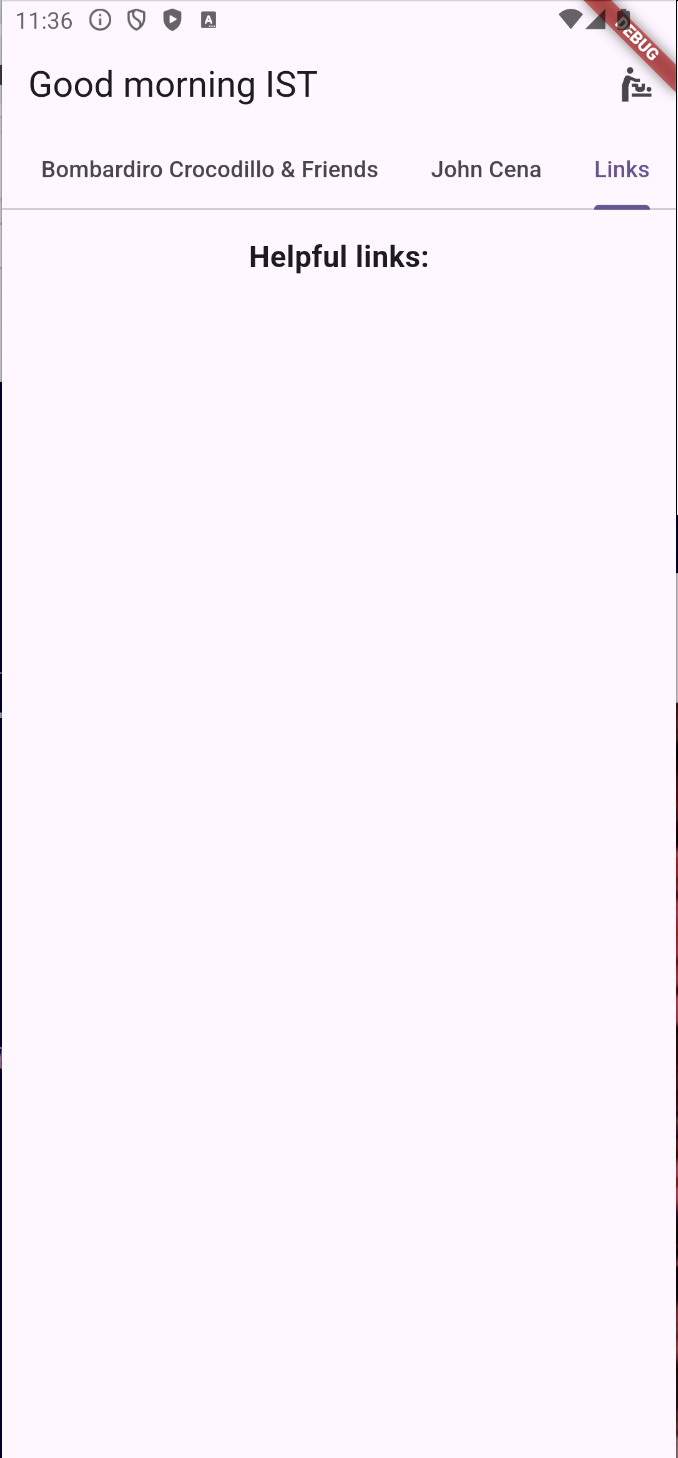 11:36
DEBUG
Good morning IST
Bombardiro Crocodillo & Friends John Cena Links
Helpful links: